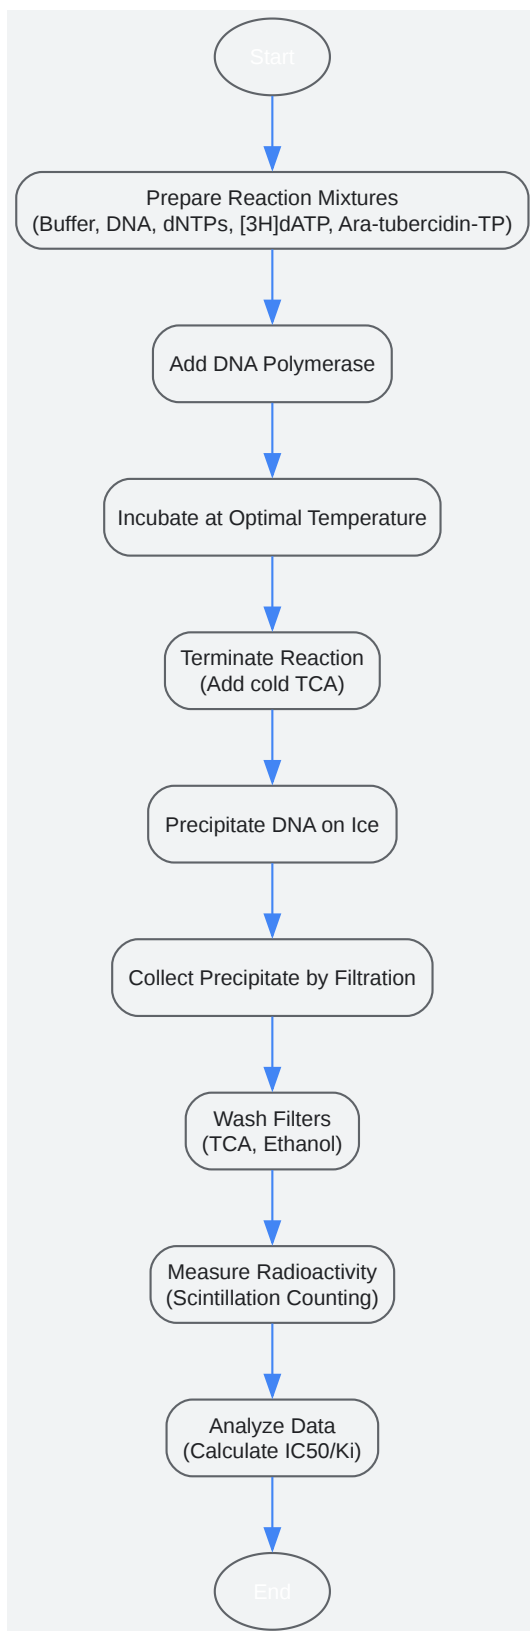 Start
Prepare Reaction Mixtures
(Buffer, DNA, dNTPs, [3H]dATP, Ara-tubercidin-TP)
Add DNA Polymerase
Incubate at Optimal Temperature
Terminate Reaction
(Add cold TCA)
Precipitate DNA on Ice
Collect Precipitate by Filtration
Wash Filters
(TCA, Ethanol)
Measure Radioactivity
(Scintillation Counting)
Analyze Data
(Calculate IC50/Ki)
End